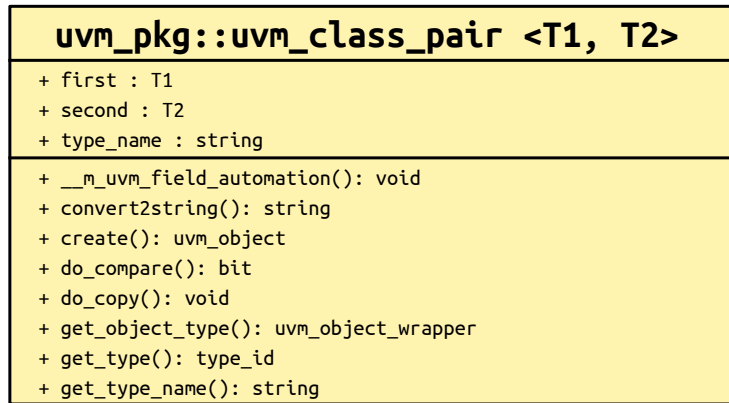 uvm_pkg::uvm_class_pair <T1, T2>
+ first : T1
+ second : T2
+ type_name : string
+ __m_uvm_field_automation(): void
+ convert2string(): string
+ create(): uvm_object
+ do_compare(): bit
+ do_copy(): void
+ get_object_type(): uvm_object_wrapper
+ get_type(): type_id
+ get_type_name(): string